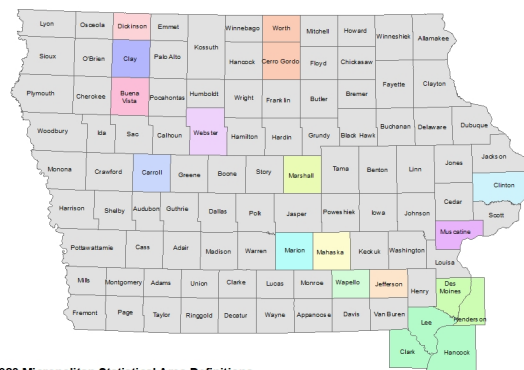 Lyon Osceola Dickinson Emmet Winnebago Worth Mitchell Howard Winneshiek Allamakee
Kossuth
Sioux O'Brien Clay Palo Alto Hancock Cerro Gordo Floyd Chickasaw
Fayette Clayton
Plymouth Cherokee Buena Vista Pocahontas Humboldt Wright Franklin Butler Bremer
Woodbury Ida Sac Calhoun Webster Hamilton Hardin Grundy Black Hawk Buchanan Delaware Dubuque
Monona Crawford Carroll Greene Boone Story Marshall Tama Benton Linn Jones Jackson
Clinton
Harrison Shelby Audubon Guthrie Dallas Polk Jasper Poweshiek Iowa Johnson Cedar Scott
Muscatine
Pottawattamie Cass Adair Madison Warren Marion Mahaska Keokuk Washington Louisa
Mills Montgomery Adams Union Clarke Lucas Monroe Wapello Jefferson Henry Des Moines
Henderson
Fremont Page Taylor Ringgold Decatur Wayne Appanoose Davis Van Buren Lee
Clark Hancock
Micropolitan Statistical Area Definitions